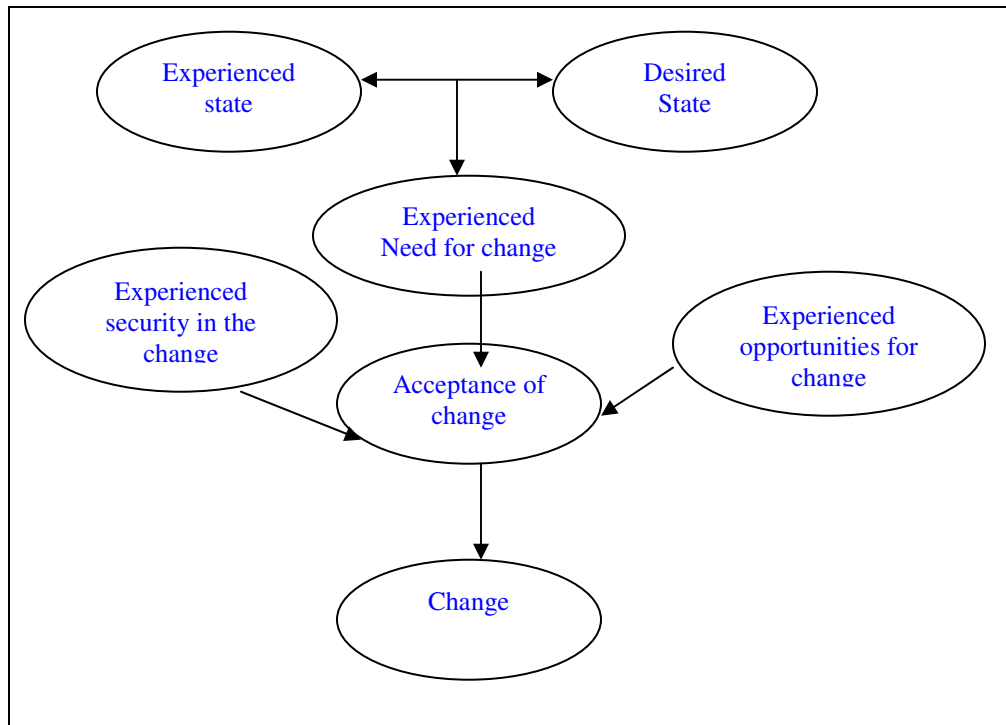 Experienced
state
Desired
State
Experienced
Need for change
Experienced
security in the
change
Experienced
opportunities for
change
Acceptance of
change
Change